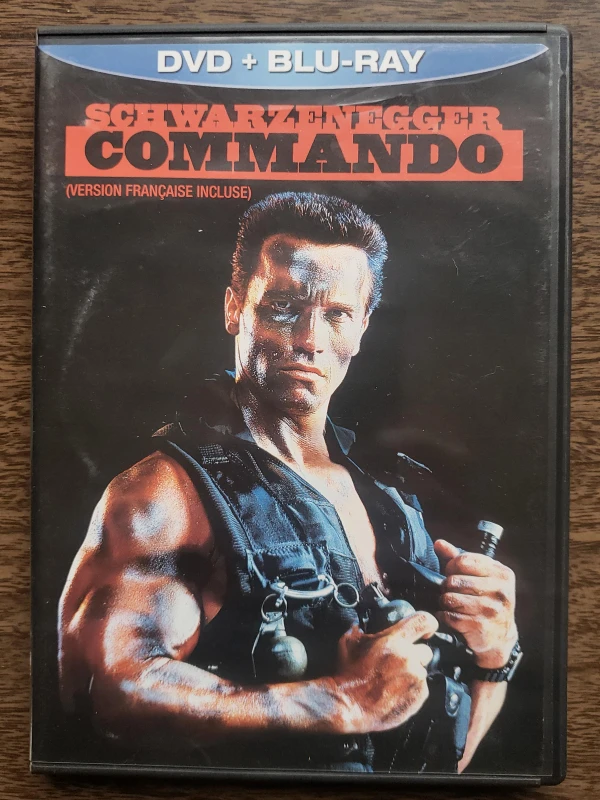 DVD + BLU-RAY
SCHWARZENEGGER
COMMANDO
(VERSION FRANÇAISE INCLUSE)